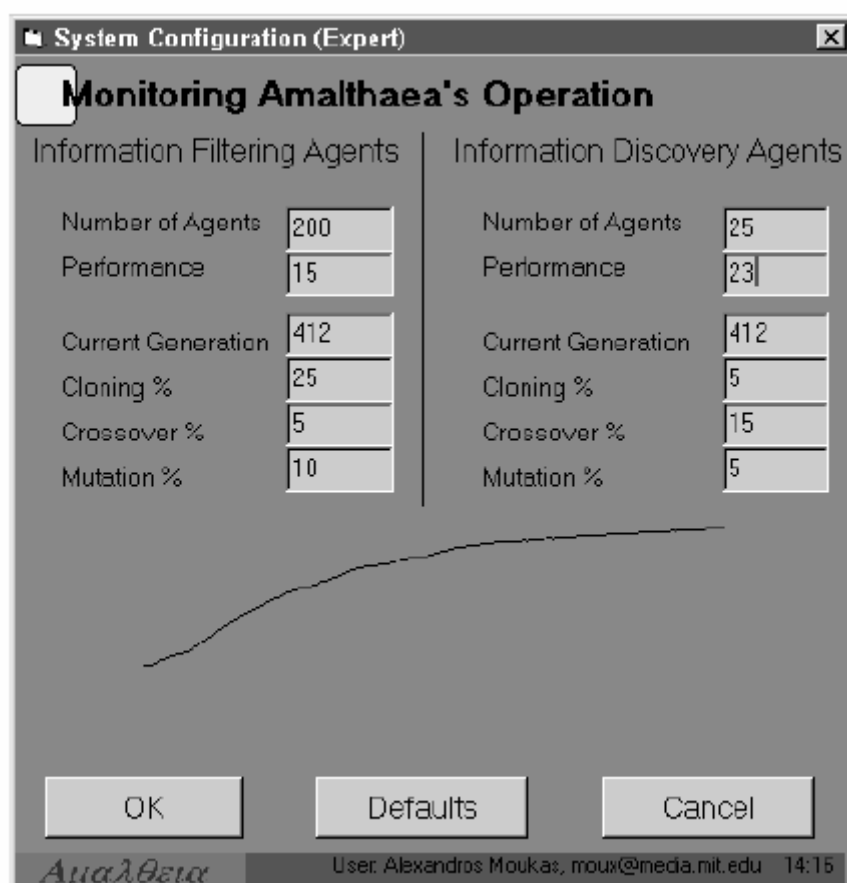 System Configuration (Expert)
Monitoring Amalthaea's Operation
Information Filtering Agents
Number of Agents 200
Performance 15
Current Generation 412
Cloning % 25
Crossover % 5
Mutation % 10
Information Discovery Agents
Number of Agents 25
Performance 23
Current Generation 412
Cloning % 5
Crossover % 15
Mutation % 5
OK
Defaults
Cancel
Αμαλθεια
User: Alexandros Moukas, moux@media.mit.edu 14:15